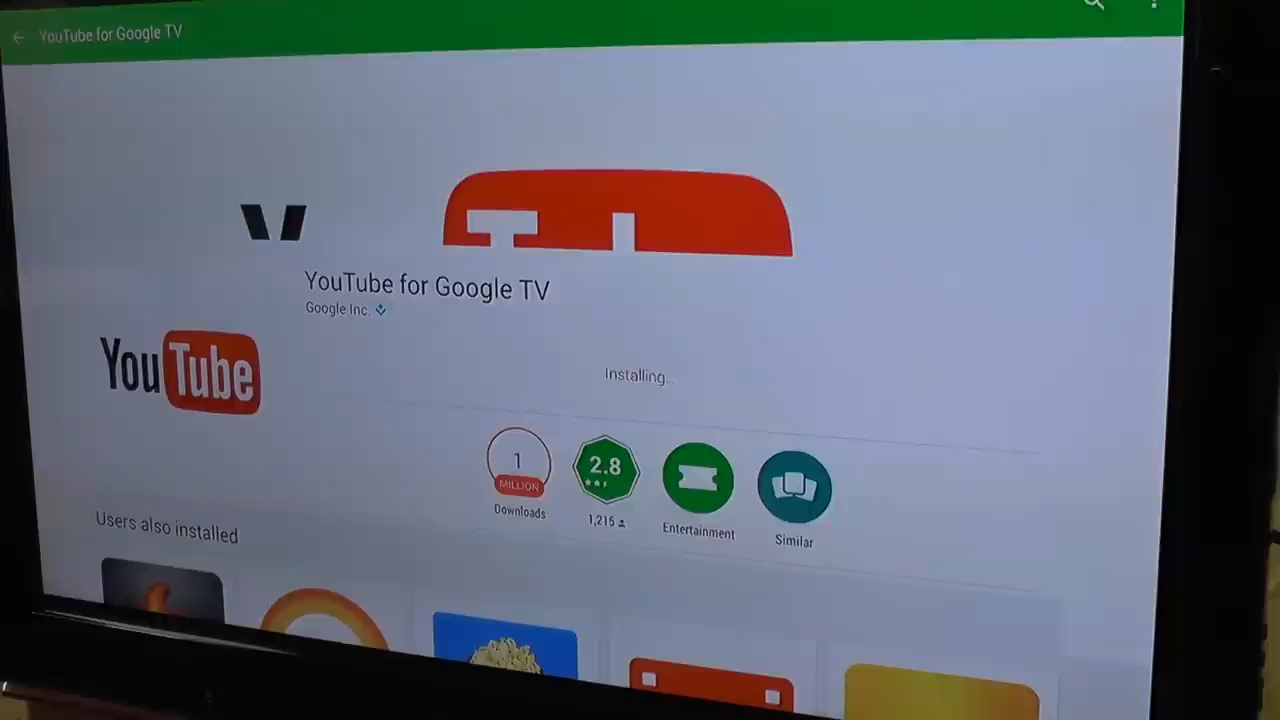 YouTube for Google TV
YouTube for Google TV
Google Inc.
YouTube
Installing...
1
MILLION
Downloads
2.8
1,215
Entertainment
Similar
Users also installed